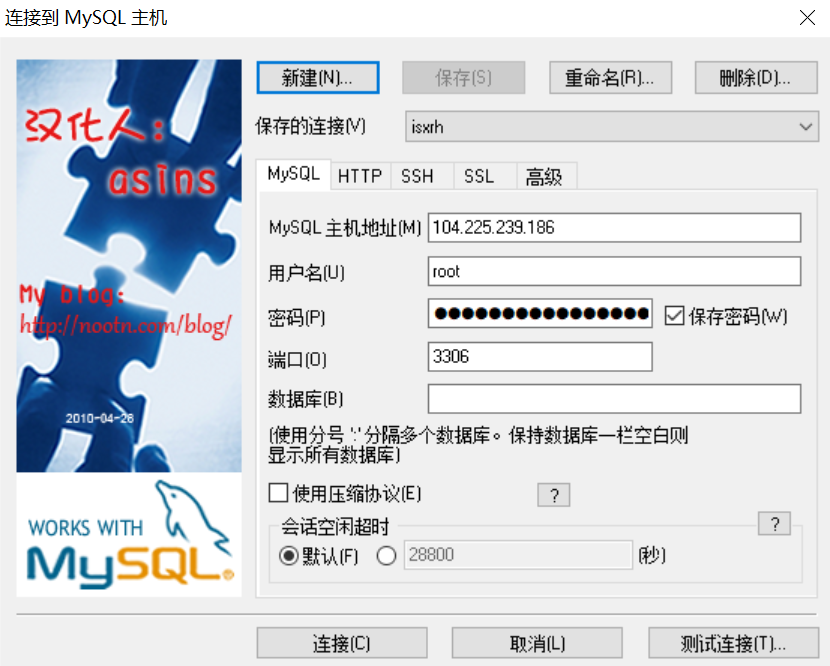 连接到 MySQL 主机
汉化人：
asins
My blog:
http://nootn.com/blog/
2010-04-26
WORKS WITH
MySQL®
新建(N)... 保存(S) 重命名(R)... 删除(D)...
保存的连接(V) isxrh
MySQL HTTP SSH SSL 高级
MySQL 主机地址(M) 104.225.239.186
用户名(U) root
密码(P) ●●●●●●●●●●●●●●●● 保存密码(W)
端口(O) 3306
数据库(B)
(使用分号 ';' 分隔多个数据库。保持数据库一栏空白则
显示所有数据库)
使用压缩协议(E) ?
会话空闲超时 ?
默认(F) 28800 (秒)
连接(C) 取消(L) 测试连接(T)...